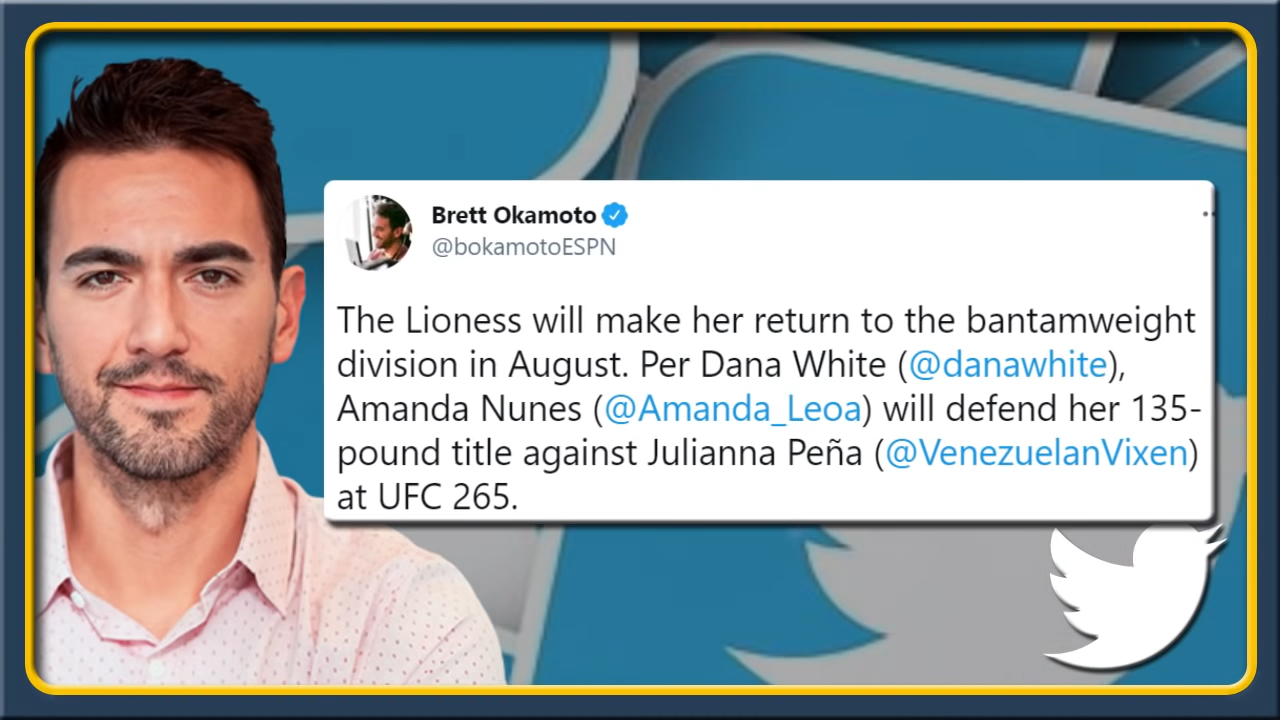 Brett Okamoto
@bokamotoESPN
The Lioness will make her return to the bantamweight
division in August. Per Dana White (@danawhite),
Amanda Nunes (@Amanda_Leoa) will defend her 135-
pound title against Julianna Peña (@VenezuelanVixen)
at UFC 265.